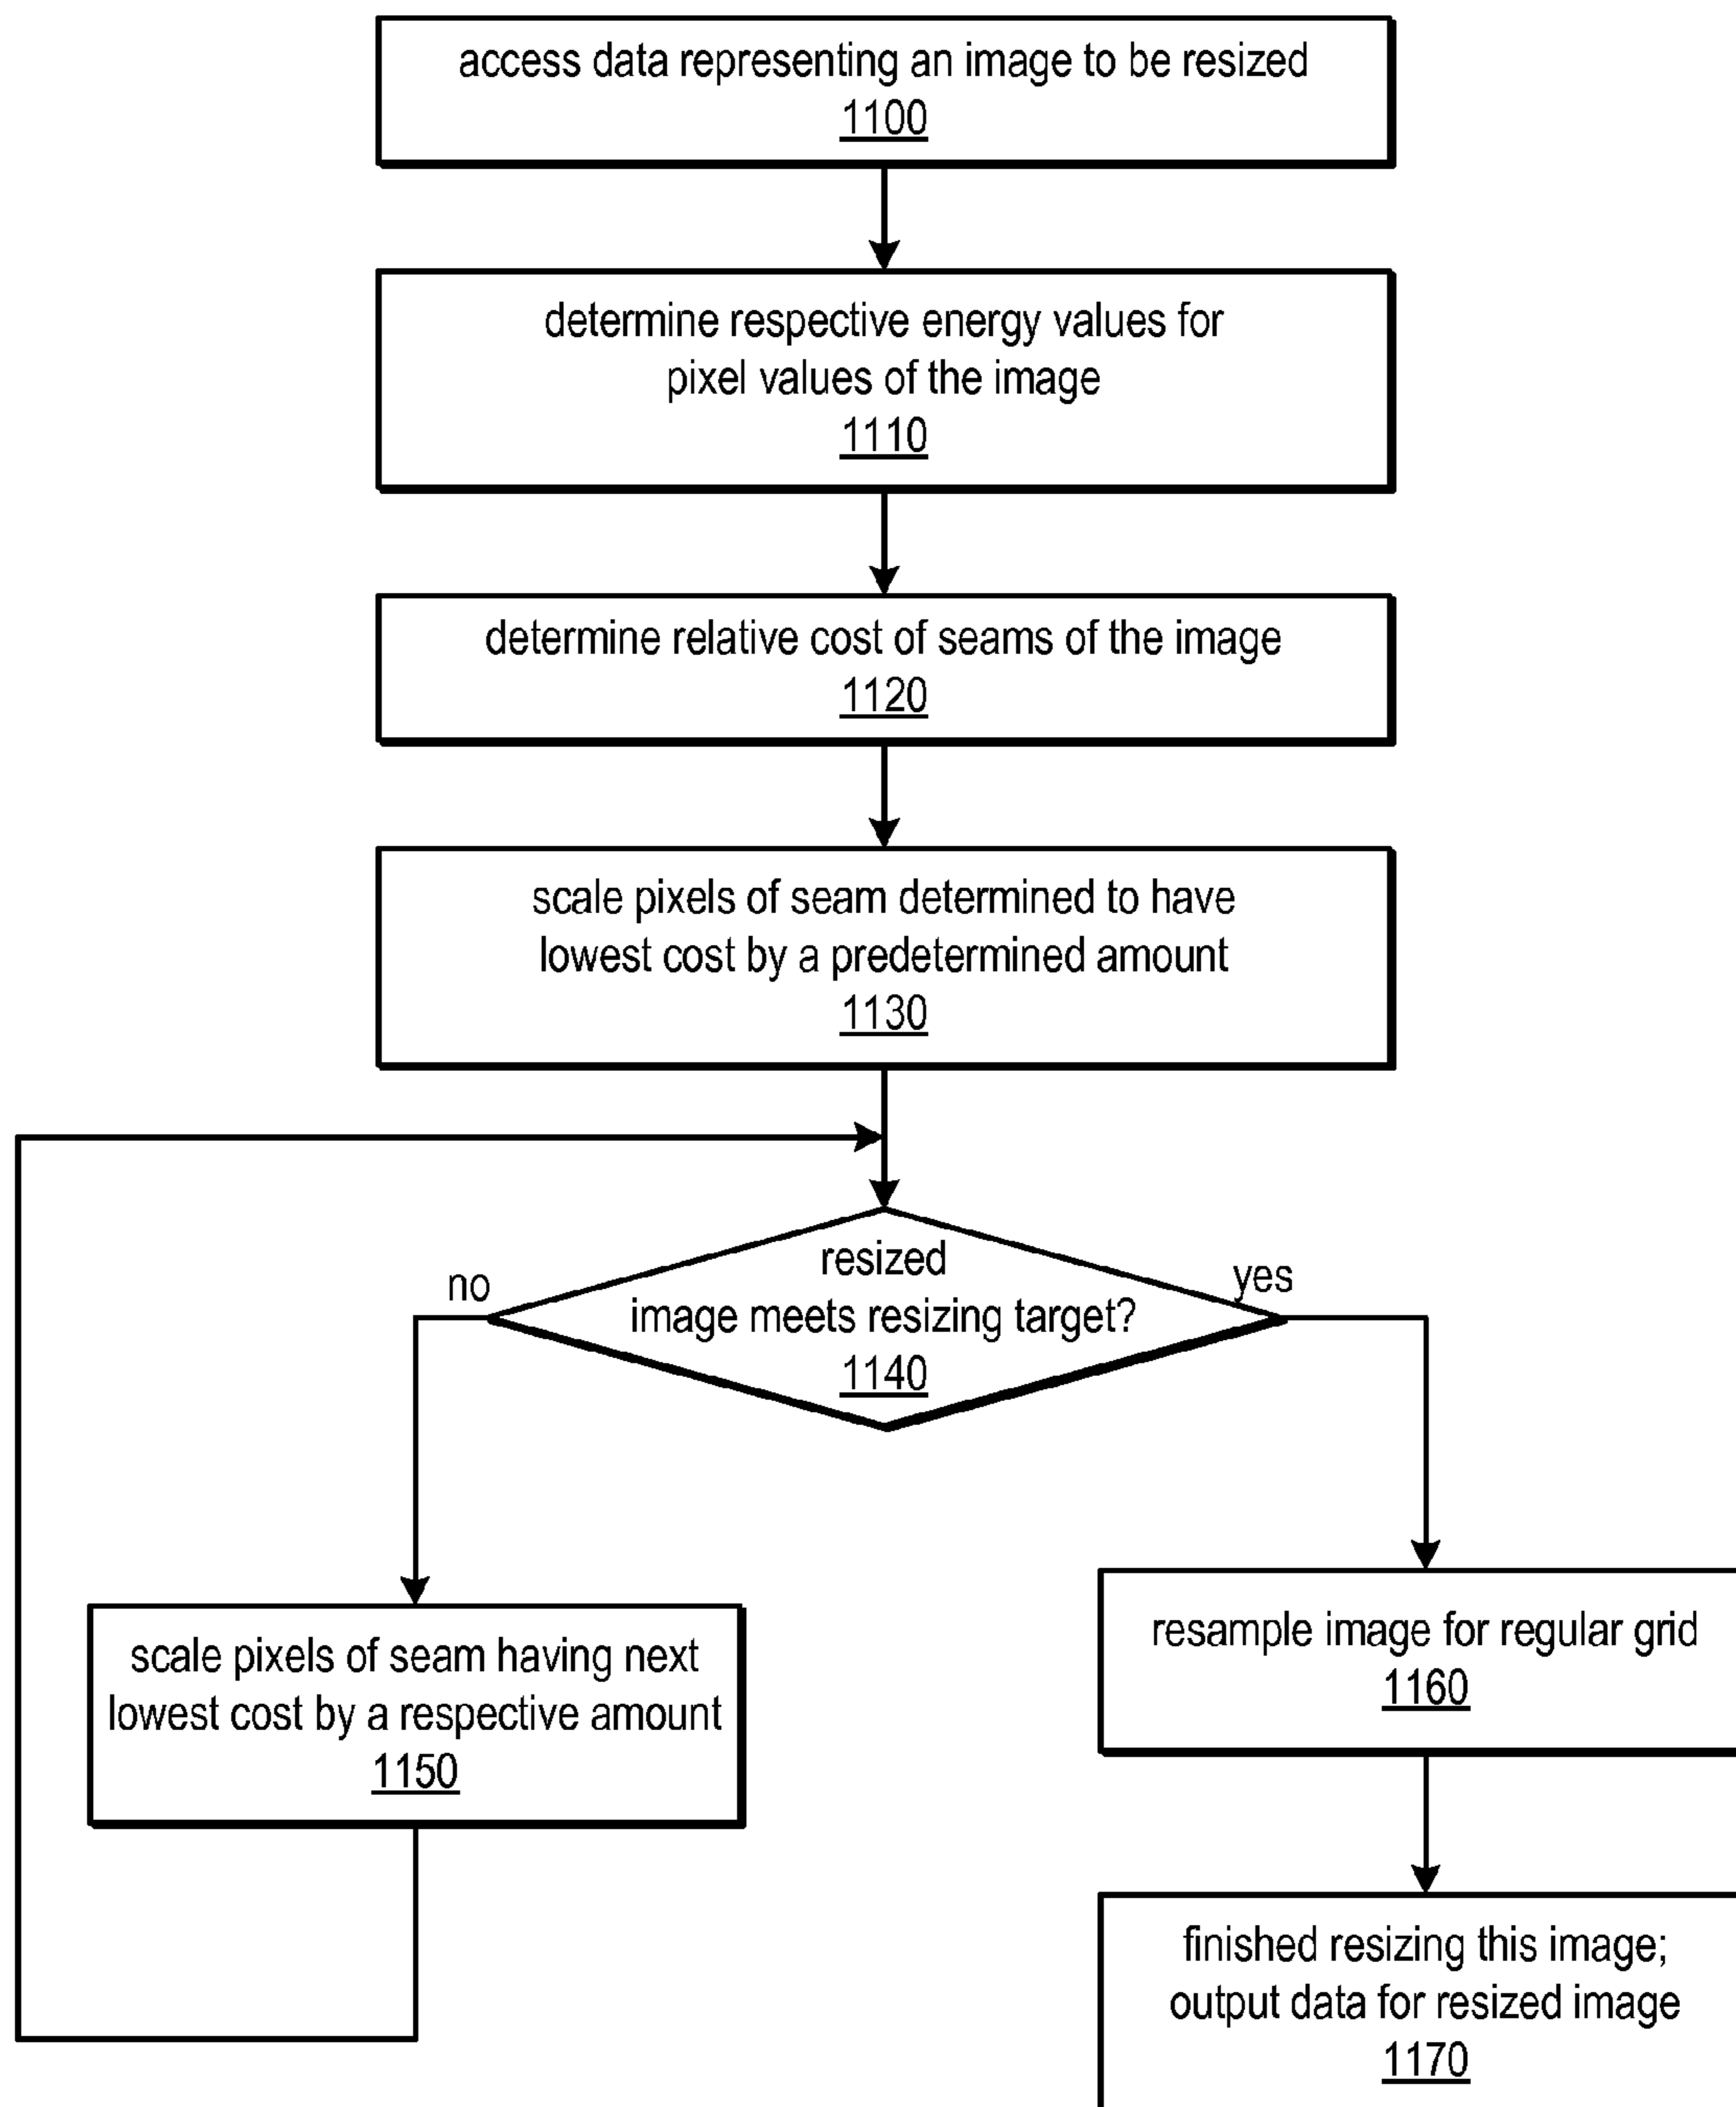 access data representing an image to be resized
1100
determine respective energy values for
pixel values of the image
1110
determine relative cost of seams of the image
1120
scale pixels of seam determined to have
lowest cost by a predetermined amount
1130
resized
image meets resizing target?
1140
no
yes
scale pixels of seam having next
lowest cost by a respective amount
1150
resample image for regular grid
1160
finished resizing this image;
output data for resized image
1170